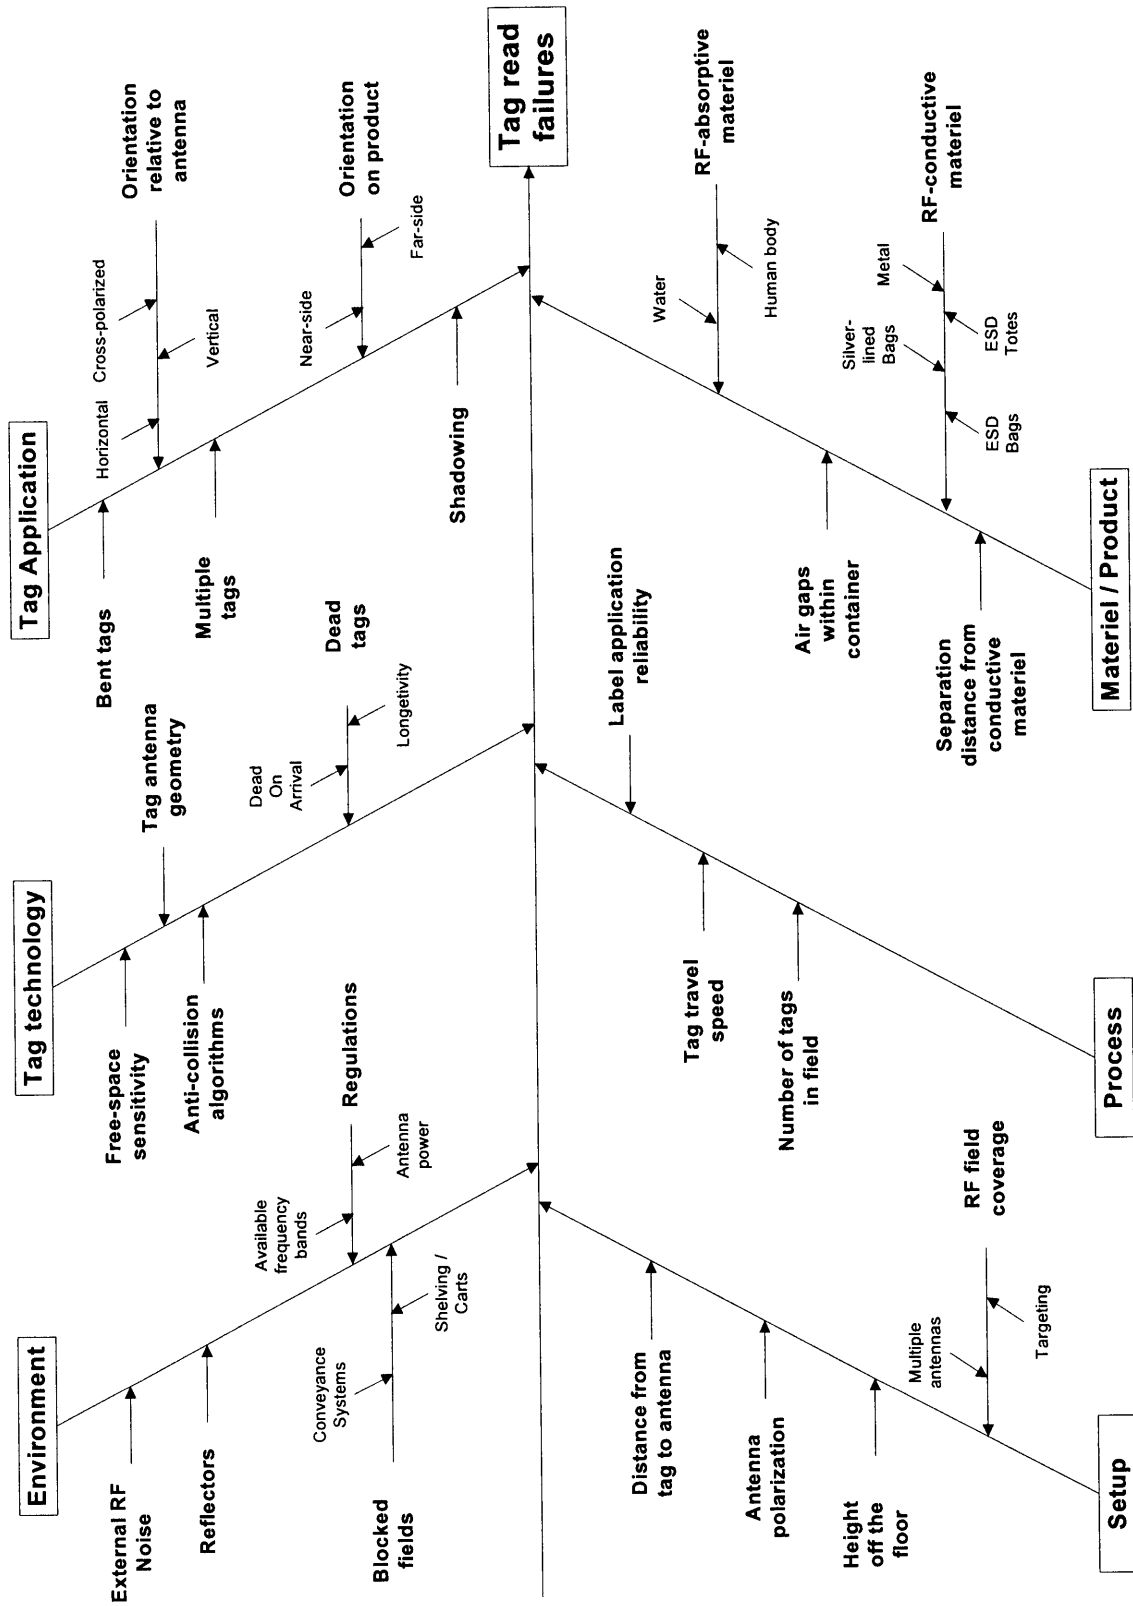 Environment
External RF
Noise
Reflectors
Available
frequency
bands
Regulations
Antenna
power
Conveyance
Systems
Shelving /
Carts
Blocked
fields
Tag technology
Free-space
sensitivity
Tag antenna
geometry
Anti-collision
algorithms
Dead
On
Arrival
Dead
tags
Longetivity
Tag Application
Bent tags
Horizontal
Cross-polarized
Vertical
Orientation
relative to
antenna
Multiple
tags
Near-side
Orientation
on product
Far-side
Shadowing
Tag read
failures
Distance from
tag to antenna
Antenna
polarization
Height
off the
floor
Multiple
antennas
Targeting
RF field
coverage
Setup
Label application
reliability
Tag travel
speed
Number of tags
in field
Process
Water
Human body
RF-absorptive
materiel
Air gaps
within
container
Silver-
lined
Bags
Metal
ESD
Bags
ESD
Totes
RF-conductive
materiel
Separation
distance from
conductive
materiel
Materiel / Product